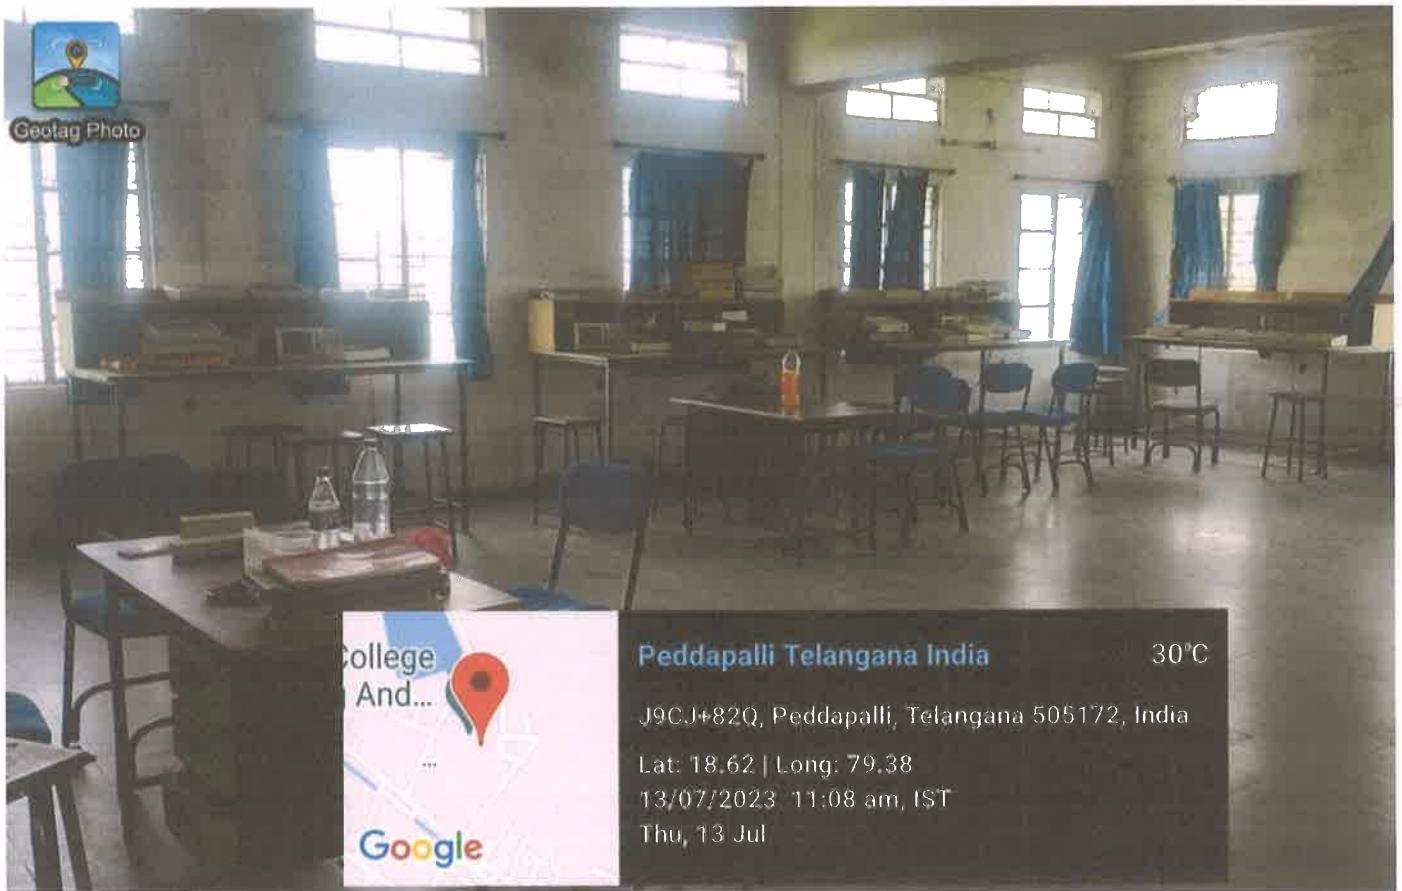 Geotag Photo
College
And...
...
Google
Peddapalli Telangana India
30°C
J9CJ+82Q, Peddapalli, Telangana 505172, India
Lat: 18.62 | Long: 79.38
13/07/2023 11:08 am, IST
Thu, 13 Jul